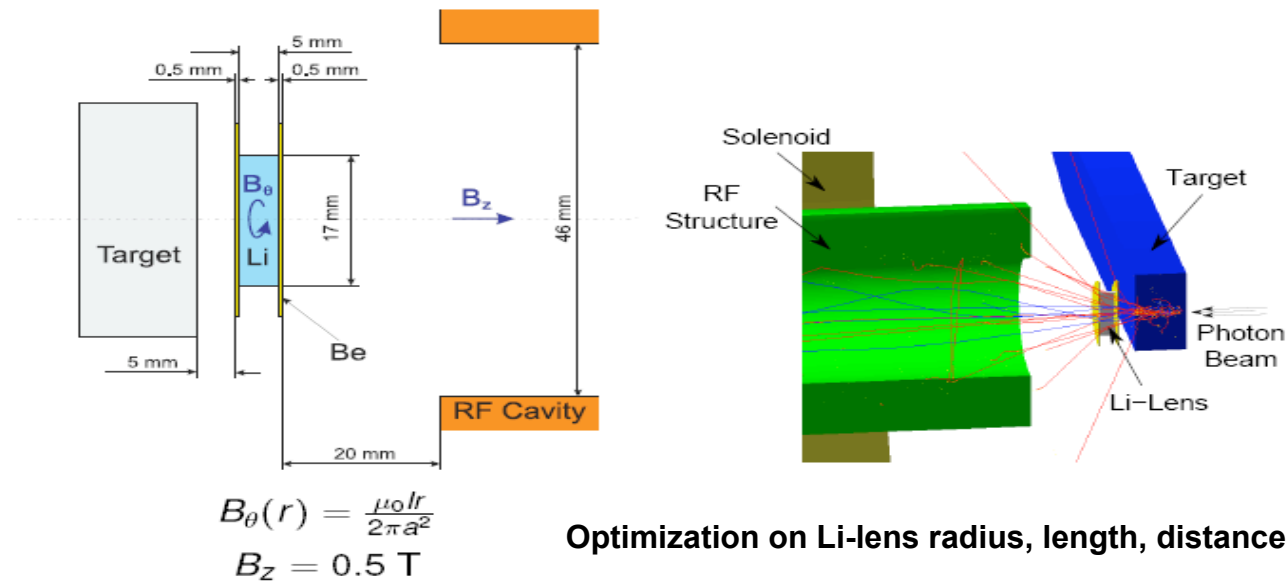 5 mm
0.5 mm
0.5 mm
Target
Bθ
Li
17 mm
Bz
46 mm
Be
5 mm
RF Cavity
20 mm
Bθ(r) = μ0Ir / 2πa²
Bz = 0.5 T
Solenoid
RF
Structure
Target
Photon
Beam
Li-Lens
Optimization on Li-lens radius, length, distance